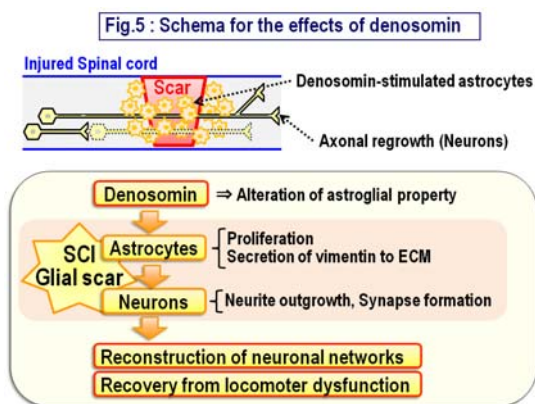 Fig.5 : Schema for the effects of denosomin
Injured Spinal cord
Scar
Denosomin-stimulated astrocytes
Axonal regrowth (Neurons)
Denosomin ⇒ Alteration of astroglial property
SCI
Glial scar
Astrocytes
Proliferation
Secretion of vimentin to ECM
Neurons
Neurite outgrowth, Synapse formation
Reconstruction of neuronal networks
Recovery from locomoter dysfunction